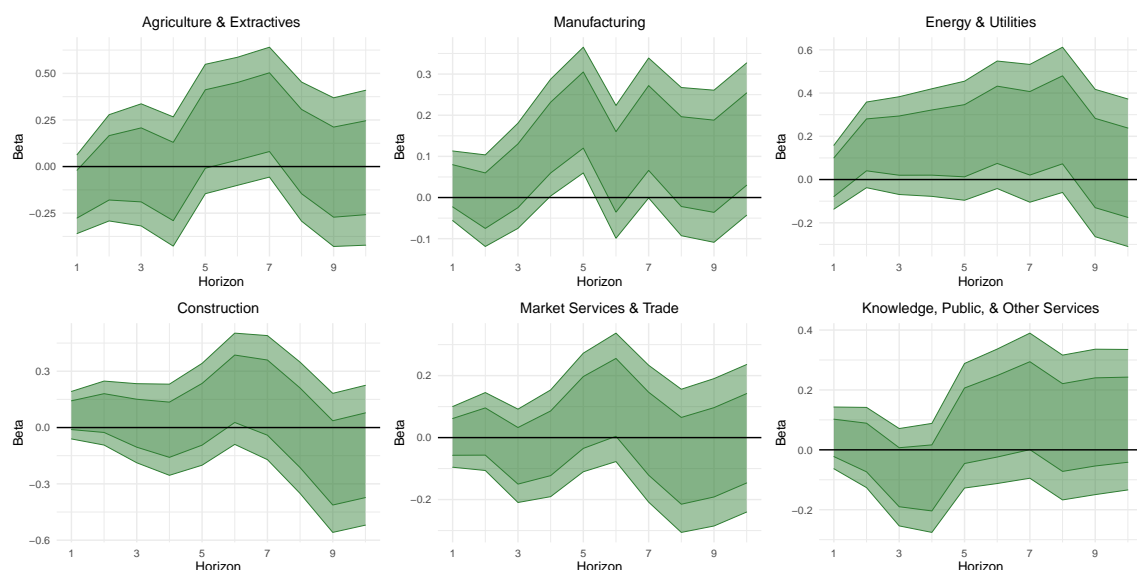 Agriculture & Extractives
Manufacturing
Energy & Utilities
Beta
0.50
0.25
0.00
−0.25
1 3 5 7 9
Horizon
Beta
0.3
0.2
0.1
0.0
−0.1
1 3 5 7 9
Horizon
Beta
0.6
0.4
0.2
0.0
−0.2
1 3 5 7 9
Horizon
Construction
Market Services & Trade
Knowledge, Public, & Other Services
Beta
0.3
0.0
−0.3
−0.6
1 3 5 7 9
Horizon
Beta
0.2
0.0
−0.2
1 3 5 7 9
Horizon
Beta
0.4
0.2
0.0
−0.2
1 3 5 7 9
Horizon